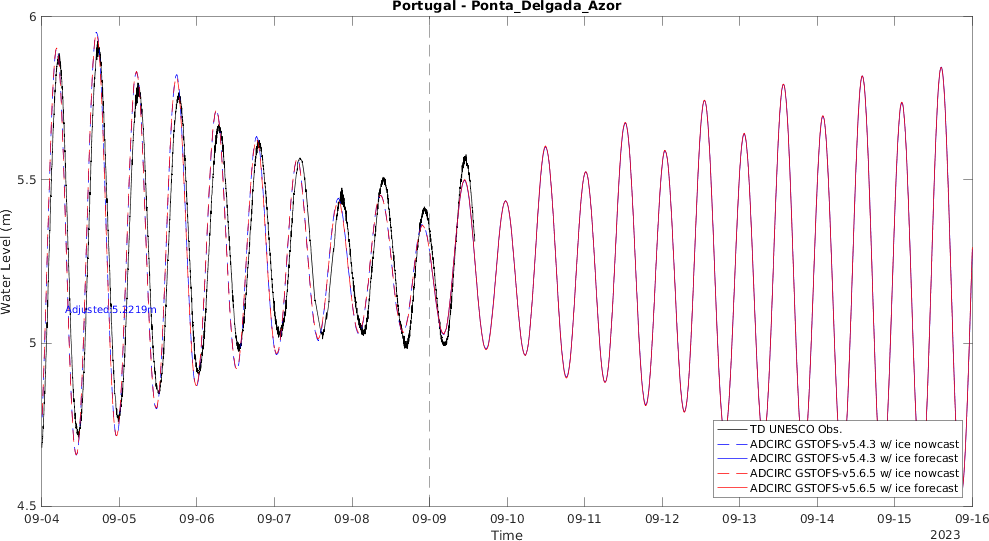 Portugal - Ponta_Delgada_Azor
6
5.5
5
4.5
Water Level (m)
Adjusted:5.2219m
TD UNESCO Obs.
ADCIRC GSTOFS-v5.4.3 w/ ice nowcast
ADCIRC GSTOFS-v5.4.3 w/ ice forecast
ADCIRC GSTOFS-v5.6.5 w/ ice nowcast
ADCIRC GSTOFS-v5.6.5 w/ ice forecast
09-04 09-05 09-06 09-07 09-08 09-09 09-10 09-11 09-12 09-13 09-14 09-15 09-16
Time
2023